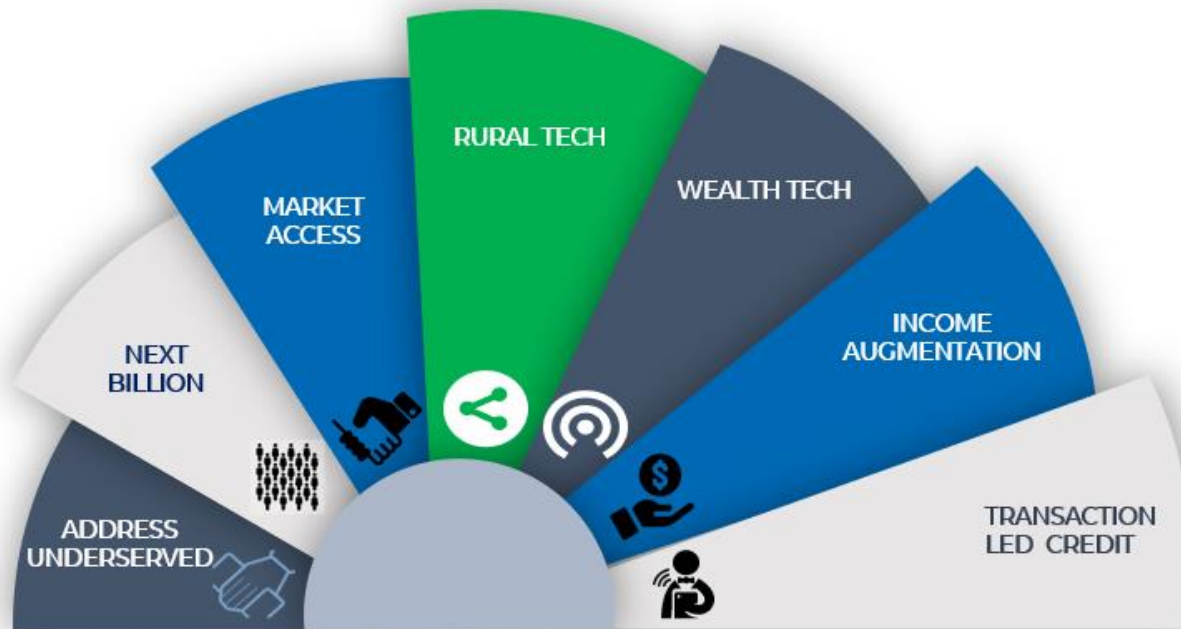 ADDRESS
UNDERSERVED
NEXT
BILLION
MARKET
ACCESS
RURAL TECH
WEALTH TECH
INCOME
AUGMENTATION
TRANSACTION
LED CREDIT
$